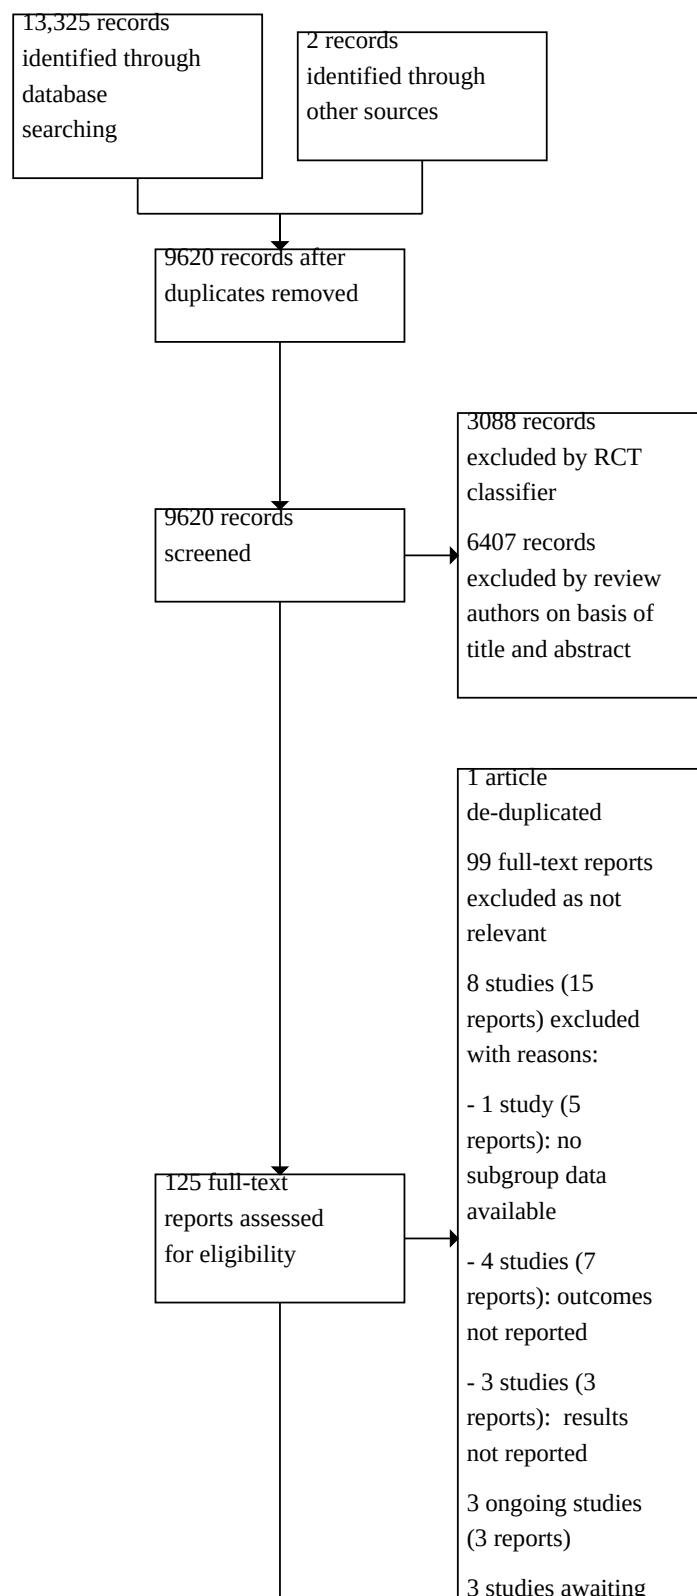 13,325 records
identified through
database
searching
2 records
identified through
other sources
9620 records after
duplicates removed
3088 records
excluded by RCT
classifier
6407 records
excluded by review
authors on basis of
title and abstract
9620 records
screened
1 article
de-duplicated
99 full-text reports
excluded as not
relevant
8 studies (15
reports) excluded
with reasons:
- 1 study (5
reports): no
subgroup data
available
- 4 studies (7
reports): outcomes
not reported
- 3 studies (3
reports):  results
not reported
3 ongoing studies
(3 reports)
3 studies awaiting
125 full-text
reports assessed
for eligibility